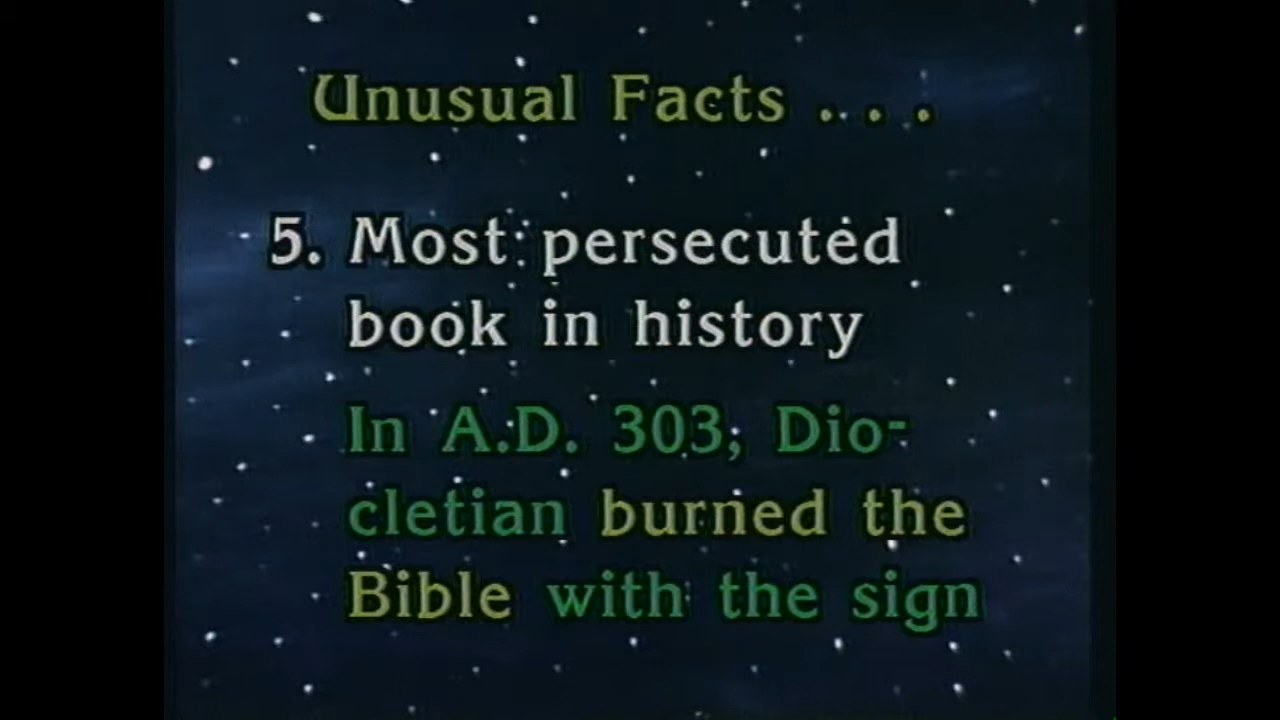 Unusual Facts . . .
5. Most persecuted
book in history
In A.D. 303, Dio-
cletian burned the
Bible with the sign